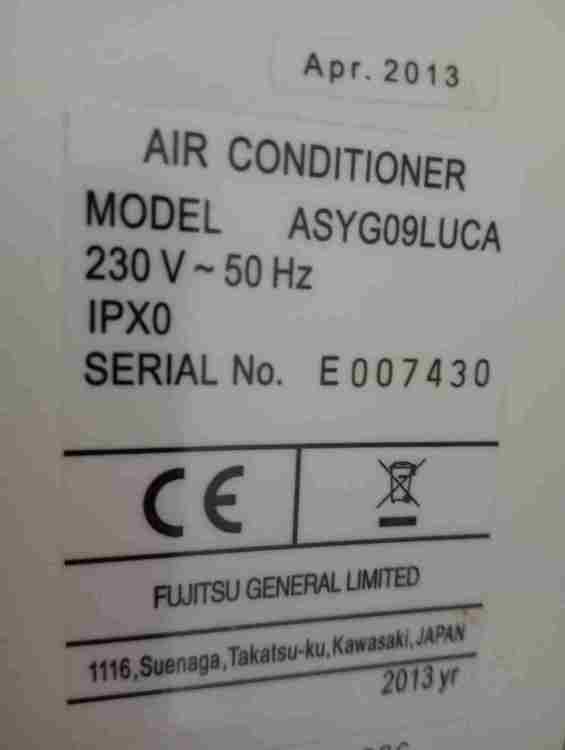 Apr. 2013
AIR CONDITIONER
MODEL ASYG09LUCA
230 V ~ 50 Hz
IPX0
SERIAL No. E007430
CE
FUJITSU GENERAL LIMITED
1116,Suenaga,Takatsu-ku,Kawasaki,JAPAN
2013 yr